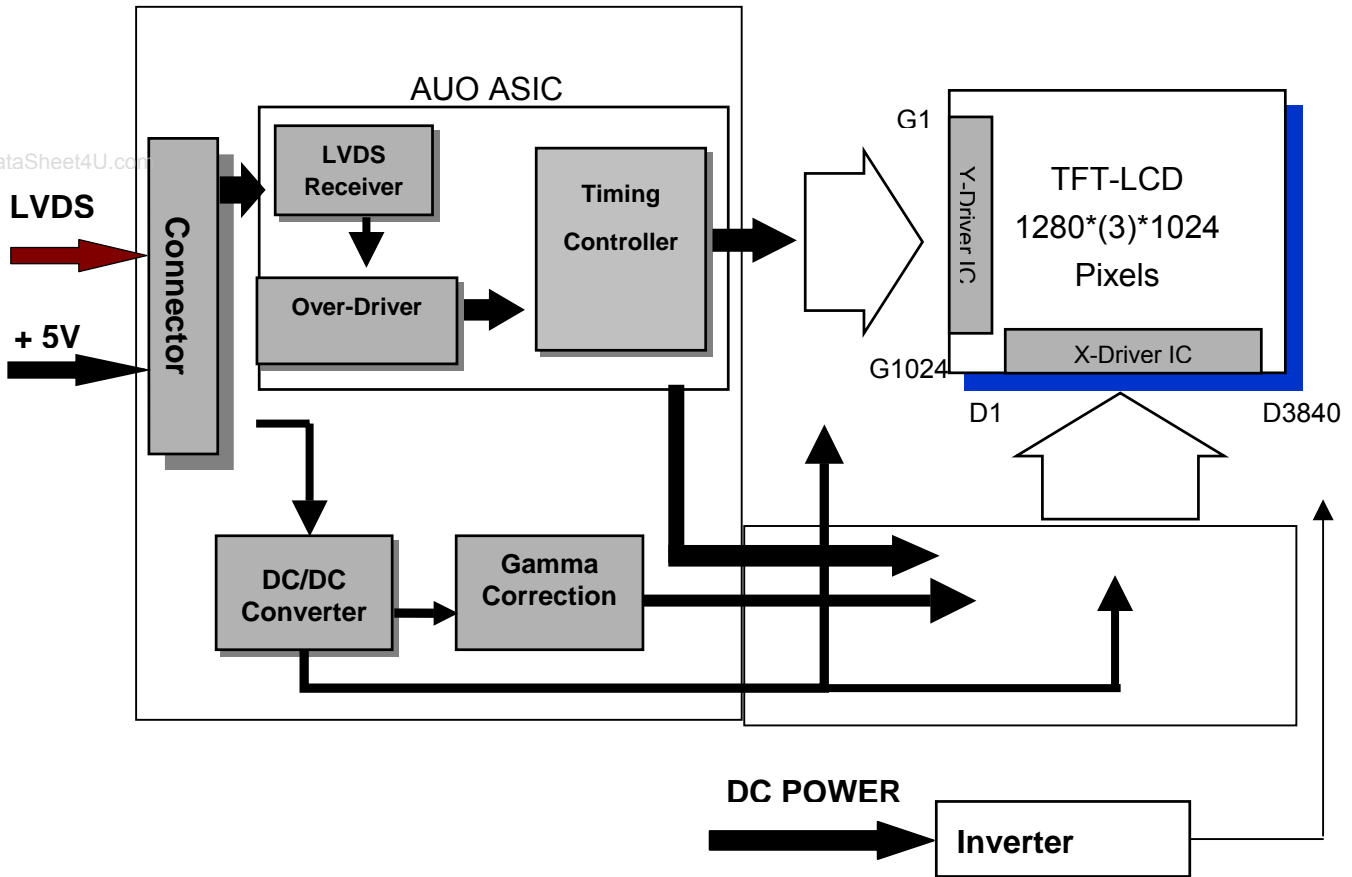 AUO ASIC
ataSheet4U.com
LVDS
+ 5V
Connector
LVDS
Receiver
Over-Driver
Timing
Controller
DC/DC
Converter
Gamma
Correction
G1
G1024
Y-Driver IC
TFT-LCD
1280*(3)*1024
Pixels
X-Driver IC
D1
D3840
DC POWER
Inverter